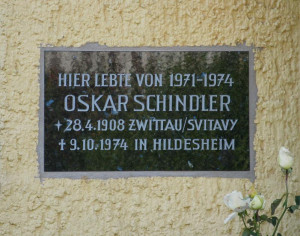 HIER LEBTE VON 1971-1974
OSKAR SCHINDLER
* 28.4.1908 ZWITTAU/SVITAVY
† 9.10.1974 IN HILDESHEIM